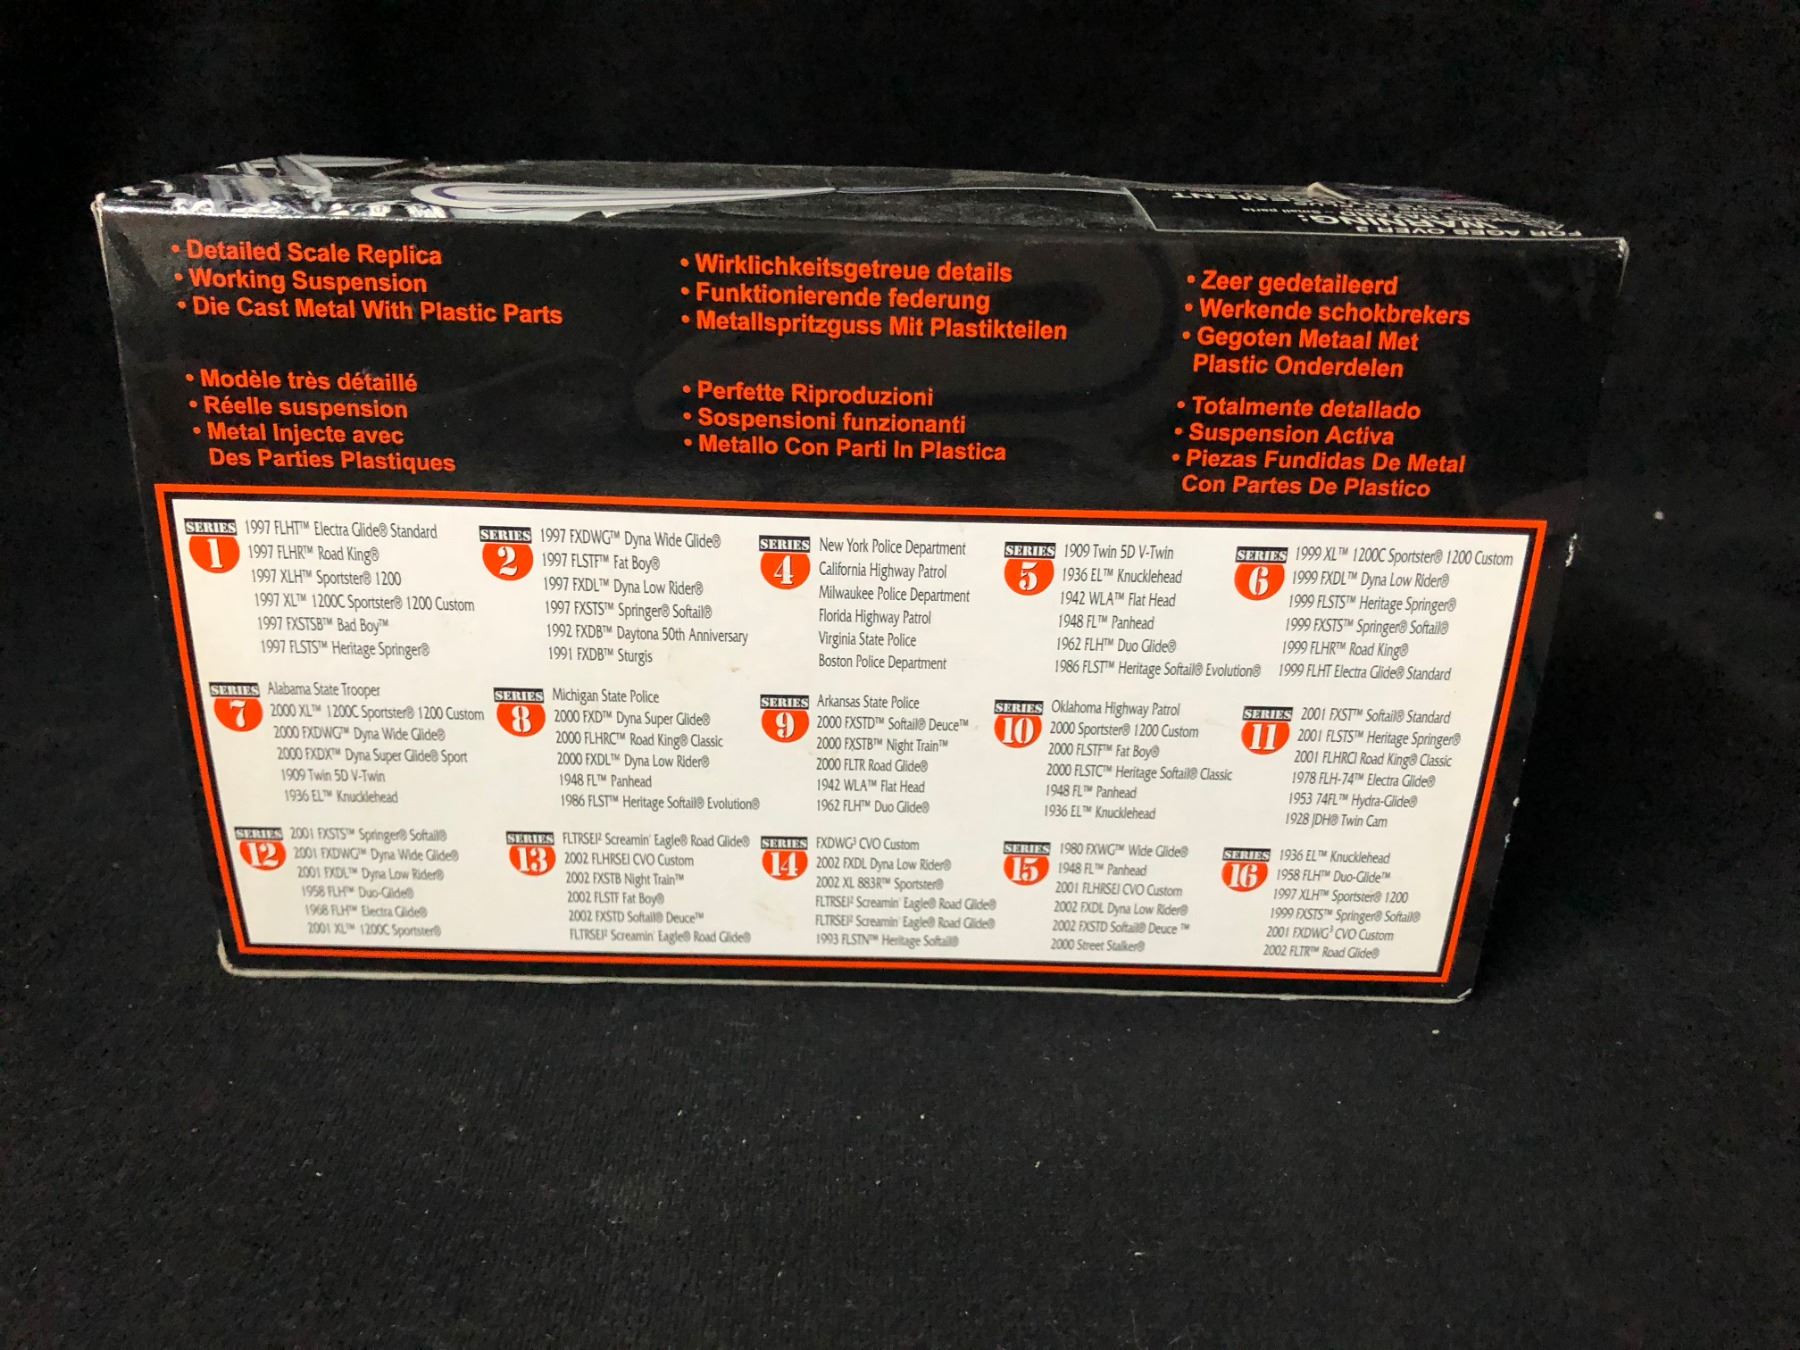 WARNING:
FOR AGES OVER 3
• Detailed Scale Replica
• Working Suspension
• Die Cast Metal With Plastic Parts
• Wirklichkeitsgetreue details
• Funktionierende federung
• Metallspritzguss Mit Plastikteilen
• Zeer gedetaileerd
• Werkende schokbrekers
• Gegoten Metaal Met
Plastic Onderdelen
• Modèle très détaillé
• Réelle suspension
• Metal Injecte avec
Des Parties Plastiques
• Perfette Riproduzioni
• Sospensioni funzionanti
• Metallo Con Parti In Plastica
• Totalmente detallado
• Suspension Activa
• Piezas Fundidas De Metal
Con Partes De Plastico
SERIES 1
1997 FLHT™ Electra Glide® Standard
1997 FLHR™ Road King®
1997 XLH™ Sportster® 1200
1997 XL™ 1200C Sportster® 1200 Custom
1997 FXSTSB™ Bad Boy™
1997 FLSTS™ Heritage Springer®
SERIES 2
1997 FXDWG™ Dyna Wide Glide®
1997 FLSTF™ Fat Boy®
1997 FXDL™ Dyna Low Rider®
1997 FXSTS™ Springer® Softail®
1992 FXDB™ Daytona 50th Anniversary
1991 FXDB™ Sturgis
SERIES 4
New York Police Department
California Highway Patrol
Milwaukee Police Department
Florida Highway Patrol
Virginia State Police
Boston Police Department
SERIES 5
1909 Twin 5D V-Twin
1936 EL™ Knucklehead
1942 WLA™ Flat Head
1948 FL™ Panhead
1962 FLH™ Duo Glide®
1986 FLST™ Heritage Softail® Evolution®
SERIES 6
1999 XL™ 1200C Sportster® 1200 Custom
1999 FXDL™ Dyna Low Rider®
1999 FLSTS™ Heritage Springer®
1999 FXSTS™ Springer® Softail®
1999 FLHR™ Road King®
1999 FLHT Electra Glide® Standard
SERIES 7
Alabama State Trooper
2000 XL™ 1200C Sportster® 1200 Custom
2000 FXDWG™ Dyna Wide Glide®
2000 FXDX™ Dyna Super Glide® Sport
1909 Twin 5D V-Twin
1936 EL™ Knucklehead
SERIES 8
Michigan State Police
2000 FXD™ Dyna Super Glide®
2000 FLHRC™ Road King® Classic
2000 FXDL™ Dyna Low Rider®
1948 FL™ Panhead
1986 FLST™ Heritage Softail® Evolution®
SERIES 9
Arkansas State Police
2000 FXSTD™ Softail® Deuce™
2000 FXSTB™ Night Train™
2000 FLTR Road Glide®
1942 WLA™ Flat Head
1962 FLH™ Duo Glide®
SERIES 10
Oklahoma Highway Patrol
2000 Sportster® 1200 Custom
2000 FLSTF™ Fat Boy®
2000 FLSTC™ Heritage Softail® Classic
1948 FL™ Panhead
1936 EL™ Knucklehead
SERIES 11
2001 FXST™ Softail® Standard
2001 FLSTS™ Heritage Springer®
2001 FLHRCI Road King® Classic
1978 FLH-74™ Electra Glide®
1953 74FL™ Hydra-Glide®
1928 JDH® Twin Cam
SERIES 12
2001 FXSTS™ Springer® Softail®
2001 FXDWG™ Dyna Wide Glide®
2001 FXDL™ Dyna Low Rider®
1958 FLH™ Duo-Glide®
1968 FLH™ Electra Glide®
2001 XL™ 1200C Sportster®
SERIES 13
FLTRSEI² Screamin' Eagle® Road Glide®
2002 FLHRSEI CVO Custom
2002 FXSTB Night Train™
2002 FLSTF Fat Boy®
2002 FXSTD Softail® Deuce™
FLTRSEI² Screamin' Eagle® Road Glide®
SERIES 14
FXDWG³ CVO Custom
2002 FXDL Dyna Low Rider®
2002 XL 883R™ Sportster®
FLTRSEI² Screamin' Eagle® Road Glide®
FLTRSEI² Screamin' Eagle® Road Glide®
1993 FLSTN™ Heritage Softail®
SERIES 15
1980 FXWG™ Wide Glide®
1948 FL™ Panhead
2001 FLHRSEI CVO Custom
2002 FXDL Dyna Low Rider®
2002 FXSTD Softail® Deuce ™
2000 Street Stalker®
SERIES 16
1936 EL™ Knucklehead
1958 FLH™ Duo-Glide™
1997 XLH™ Sportster® 1200
1999 FXSTS™ Springer® Softail®
2001 FXDWG³ CVO Custom
2002 FLTR™ Road Glide®